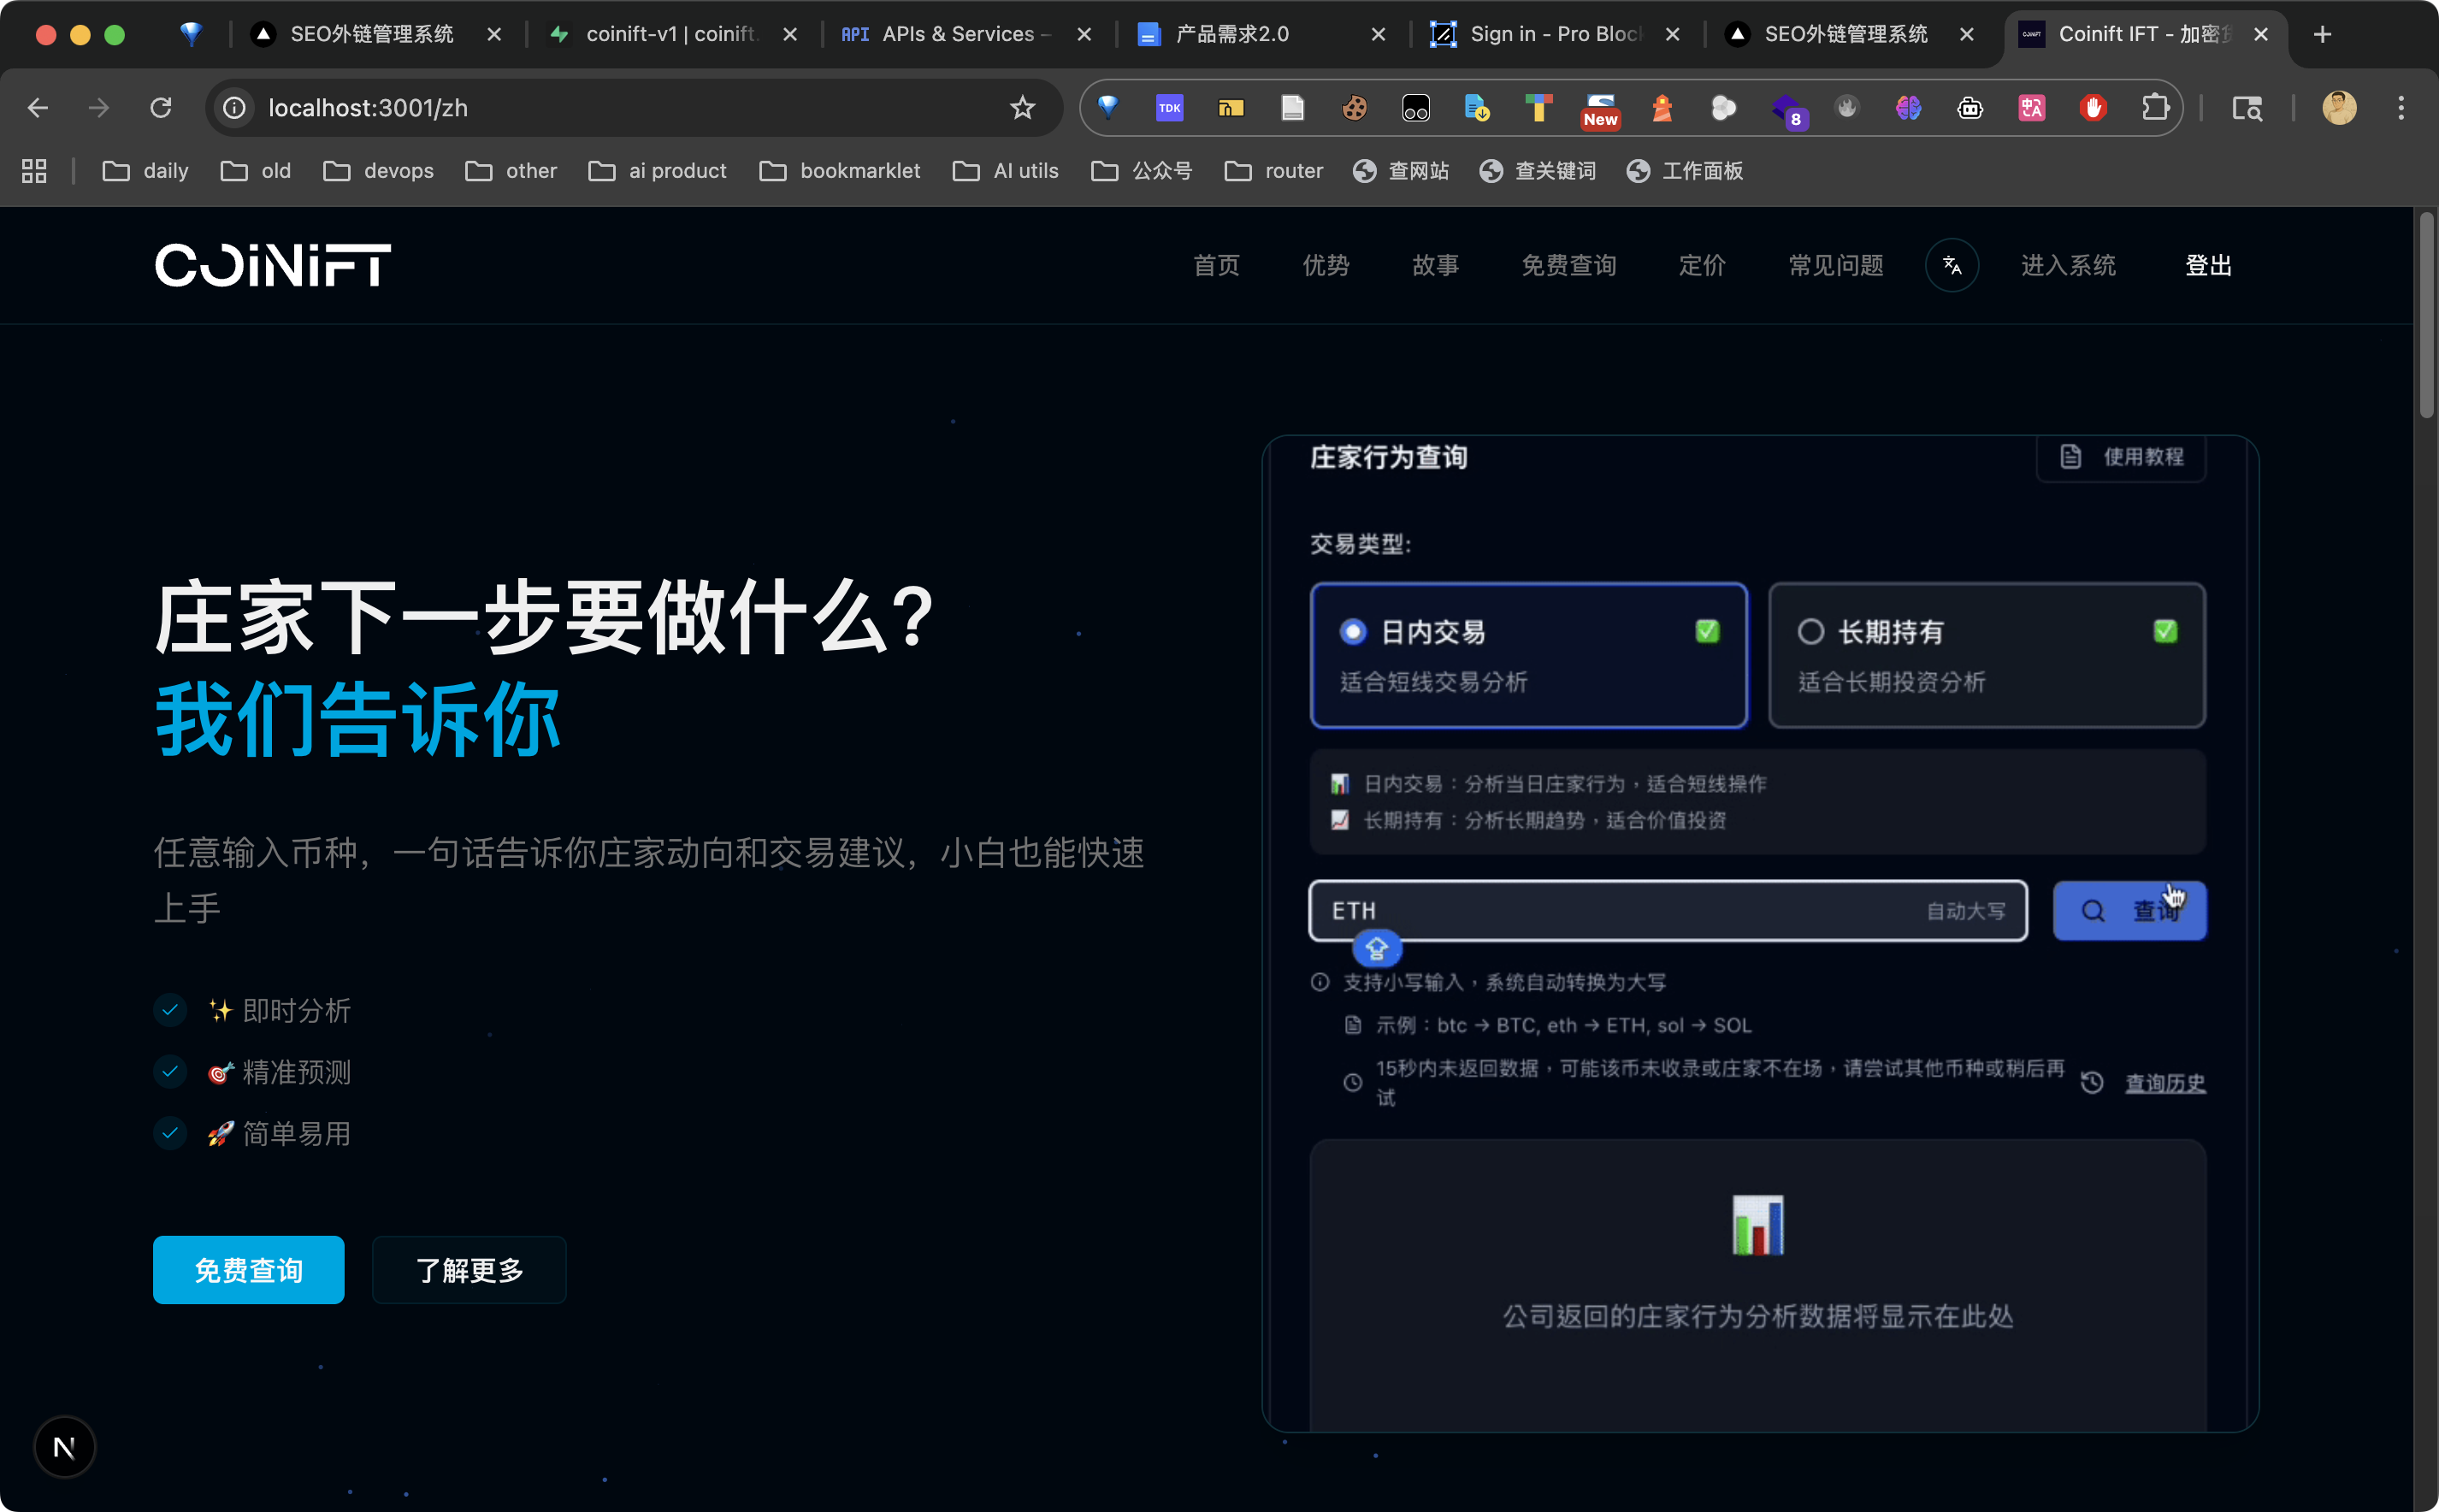 SEO外链管理系统
coinift-v1 | coinift.
API APIs & Services –
产品需求2.0
Sign in - Pro Block
SEO外链管理系统
COINIFT Coinift IFT - 加密货
localhost:3001/zh
TDK
New
8
daily
old
devops
other
ai product
bookmarklet
AI utils
公众号
router
查网站
查关键词
工作面板
COiNiFT
首页
优势
故事
免费查询
定价
常见问题
进入系统
登出
庄家下一步要做什么?
我们告诉你
任意输入币种，一句话告诉你庄家动向和交易建议，小白也能快速
上手
✨ 即时分析
🎯 精准预测
🚀 简单易用
免费查询
了解更多
庄家行为查询
使用教程
交易类型:
日内交易 ✅
适合短线交易分析
长期持有 ✅
适合长期投资分析
📊 日内交易：分析当日庄家行为，适合短线操作
📈 长期持有：分析长期趋势，适合价值投资
ETH
自动大写
查询
支持小写输入，系统自动转换为大写
示例：btc → BTC, eth → ETH, sol → SOL
15秒内未返回数据，可能该币未收录或庄家不在场，请尝试其他币种或稍后再
试
查询历史
公司返回的庄家行为分析数据将显示在此处
N